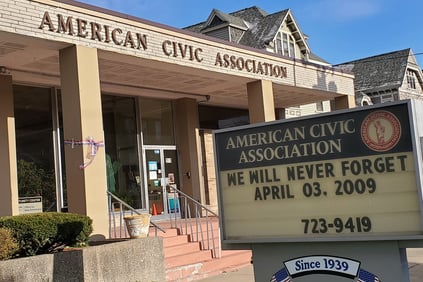 AMERICAN CIVIC ASSOCIATION
AMERICAN CIVIC
ASSOCIATION
WE WILL NEVER FORGET
APRIL 03, 2009
723-9419
Since 1939